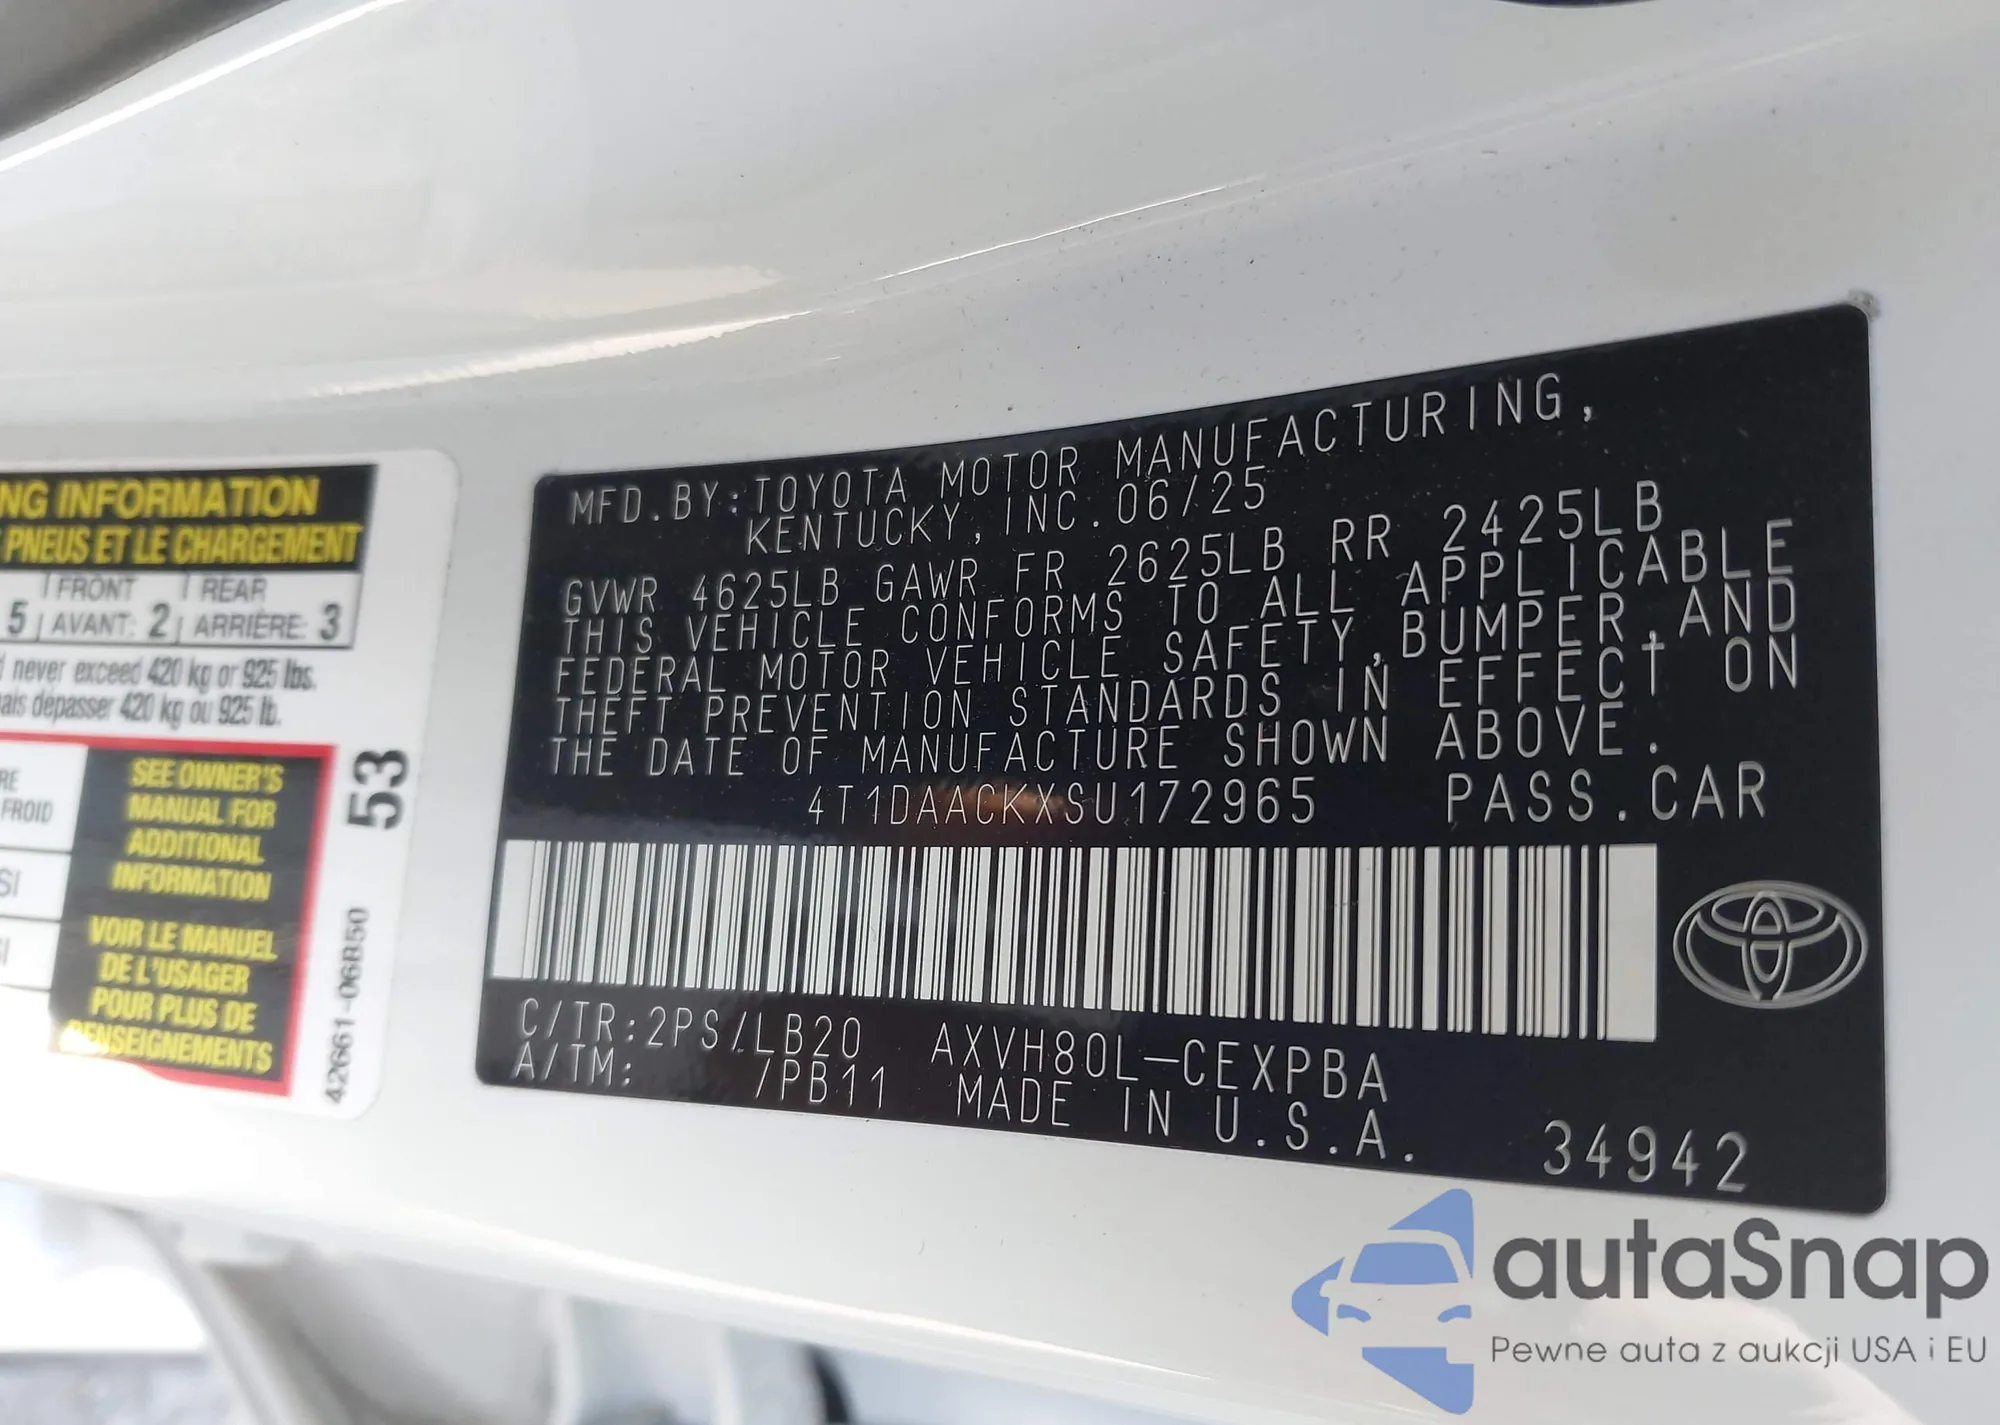 NG INFORMATION
PNEUS ET LE CHARGEMENT
FRONT REAR
5 AVANT: 2 ARRIÈRE: 3
never exceed 420 kg or 925 lbs.
ais dépasser 420 kg ou 925 lb.
RE
FROID
SI
SEE OWNER'S
MANUAL FOR
ADDITIONAL
INFORMATION
VOIR LE MANUEL
DE L'USAGER
POUR PLUS DE
RENSEIGNEMENTS
53
42661-06B50
MFD.BY:TOYOTA MOTOR MANUFACTURING,
KENTUCKY,INC.06/25
GVWR 4625LB GAWR FR 2625LB RR 2425LB
THIS VEHICLE CONFORMS TO ALL APPLICABLE
FEDERAL MOTOR VEHICLE SAFETY,BUMPER,AND
THEFT PREVENTION STANDARDS IN EFFECT ON
THE DATE OF MANUFACTURE SHOWN ABOVE.
4T1DAACKXSU172965 PASS.CAR
C/TR:2PS/LB20 AXVH80L-CEXPBA
A/TM: /PB11 MADE IN U.S.A.
34942
autaSnap
Pewne auta z aukcji USA i EU